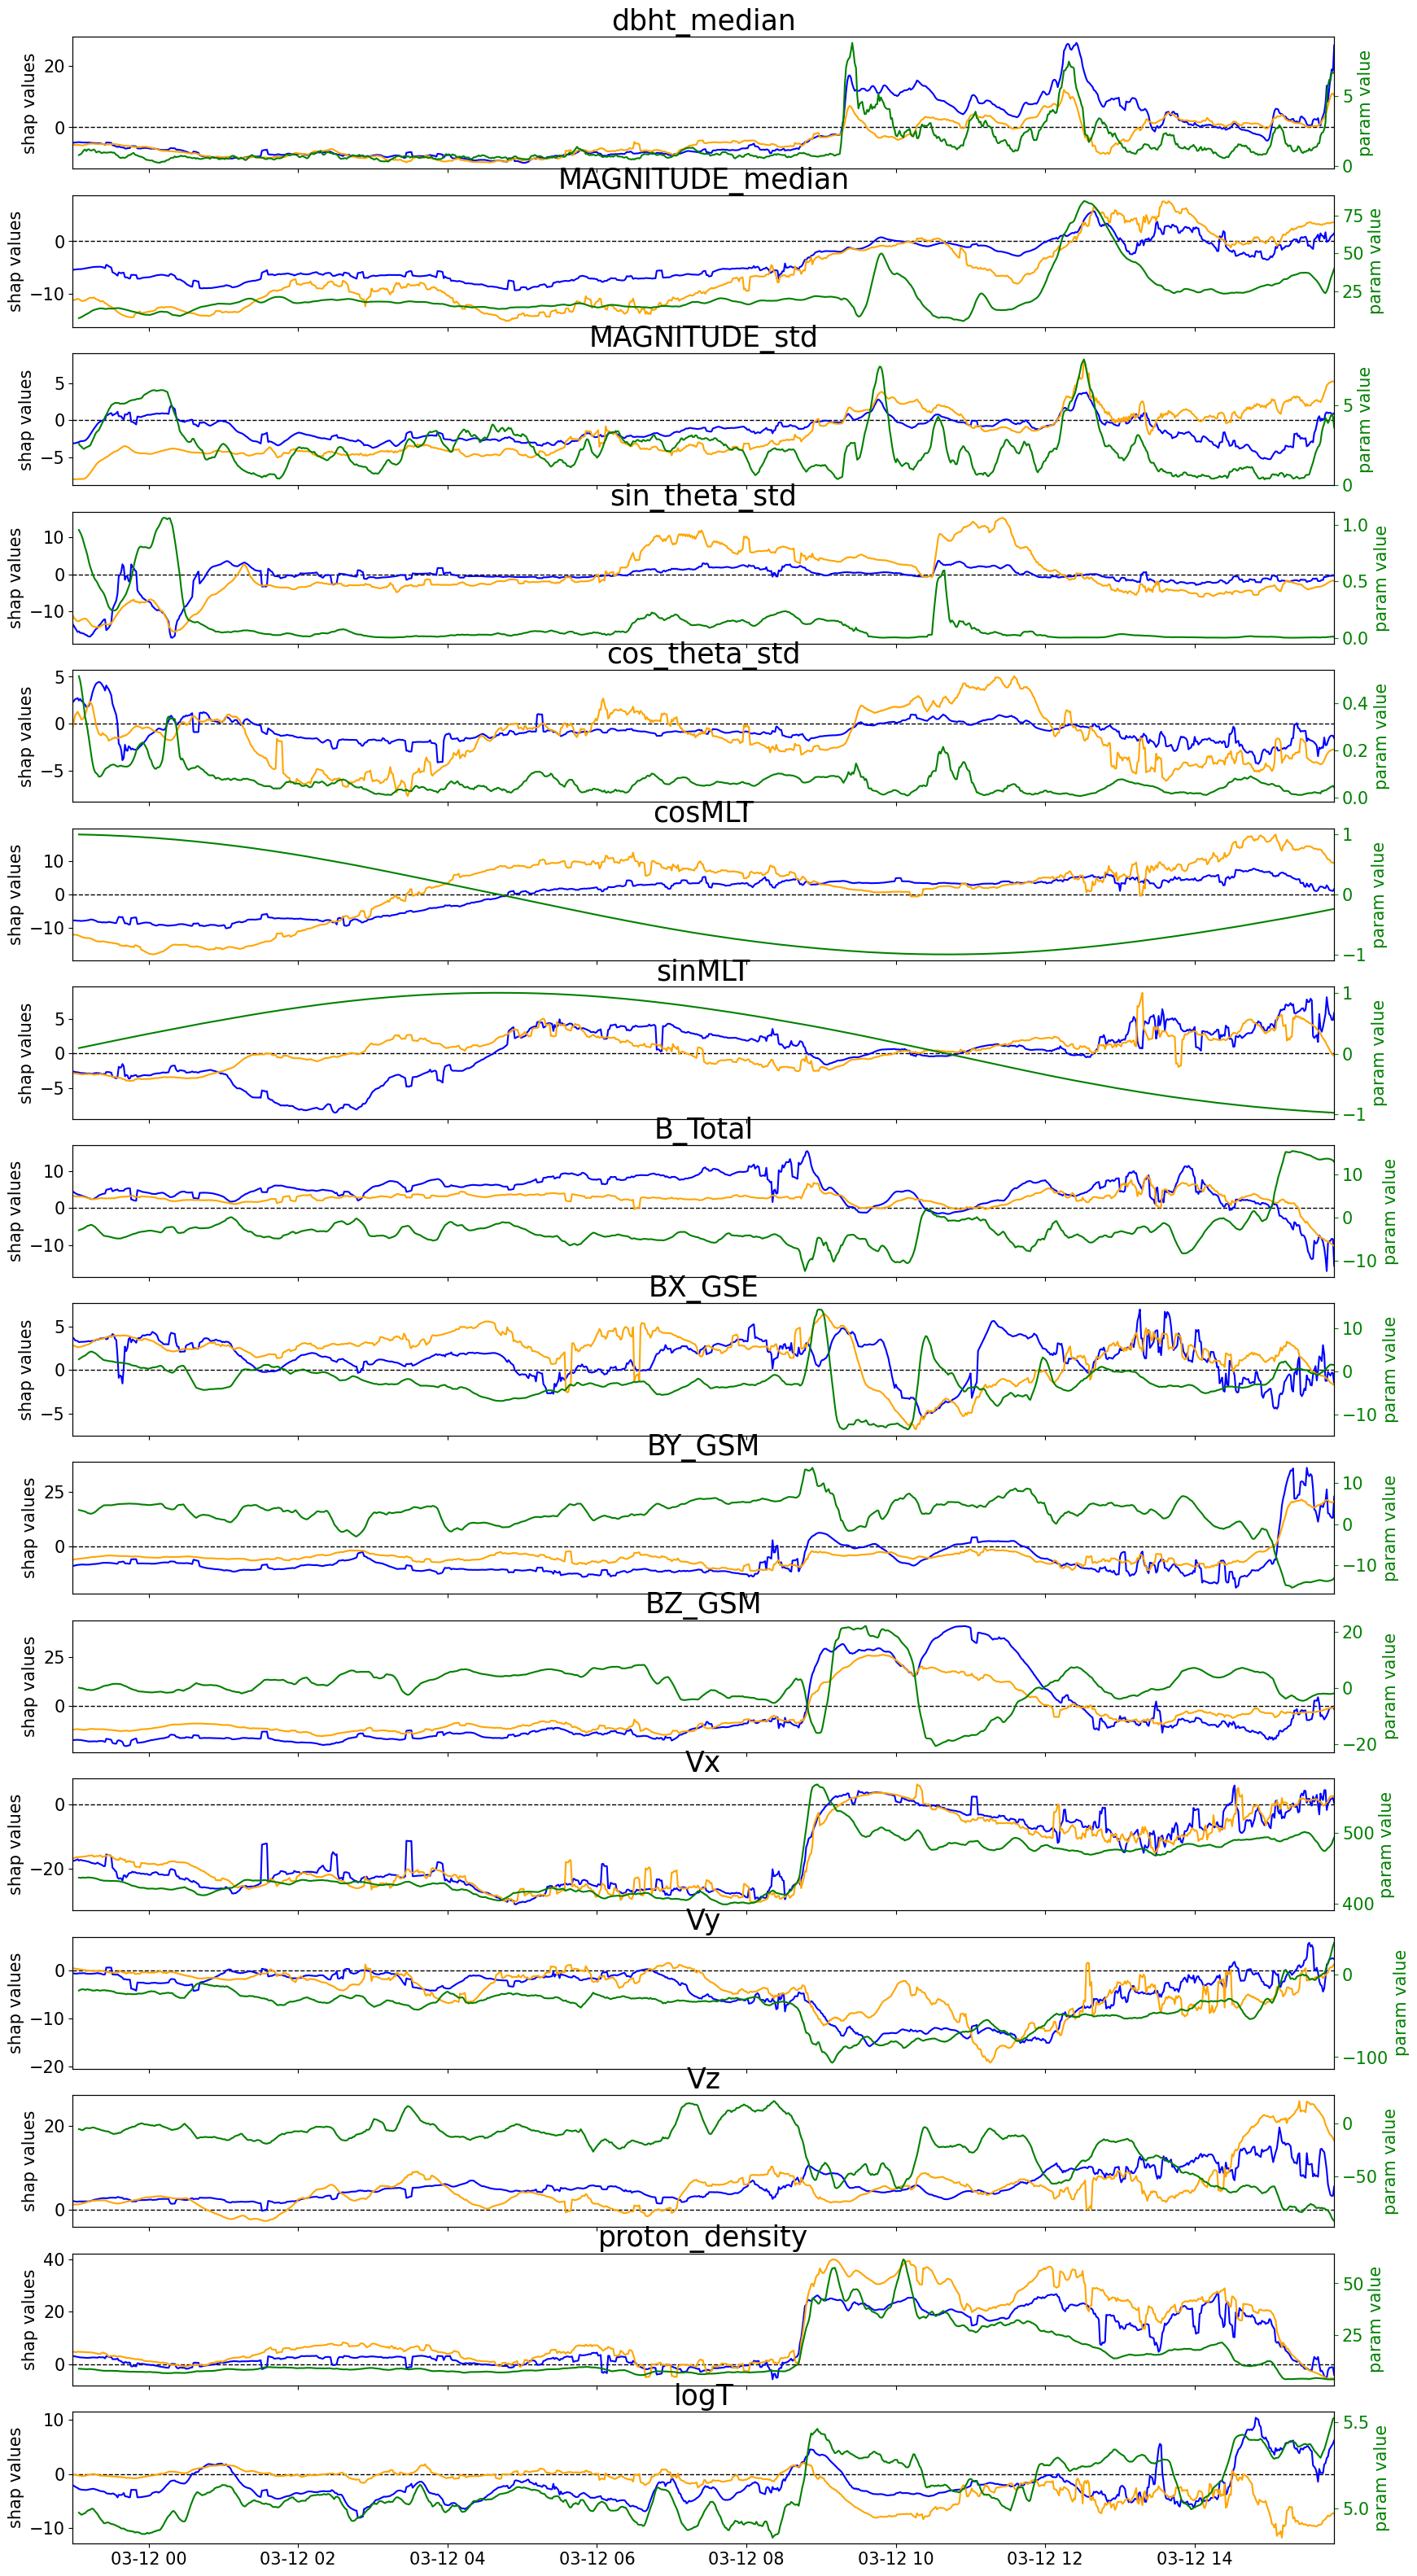 dbht_median
shap values
20
0
5
0
param value
MAGNITUDE_median
shap values
0
−10
75
50
25
param value
MAGNITUDE_std
shap values
5
0
−5
5
0
param value
sin_theta_std
shap values
10
0
−10
1.0
0.5
0.0
param value
cos_theta_std
shap values
5
0
−5
0.4
0.2
0.0
param value
cosMLT
shap values
10
0
−10
1
0
−1
param value
sinMLT
shap values
5
0
−5
1
0
−1
param value
B_Total
shap values
10
0
−10
10
0
−10
param value
BX_GSE
shap values
5
0
−5
10
0
−10
param value
BY_GSM
shap values
25
0
10
0
−10
param value
BZ_GSM
shap values
25
0
20
0
−20
param value
Vx
shap values
0
−20
500
400
param value
Vy
shap values
0
−10
−20
0
−100
param value
Vz
shap values
20
0
0
−50
param value
proton_density
shap values
40
20
0
50
25
param value
logT
shap values
10
0
−10
5.5
5.0
param value
03-12 00 03-12 02 03-12 04 03-12 06 03-12 08 03-12 10 03-12 12 03-12 14